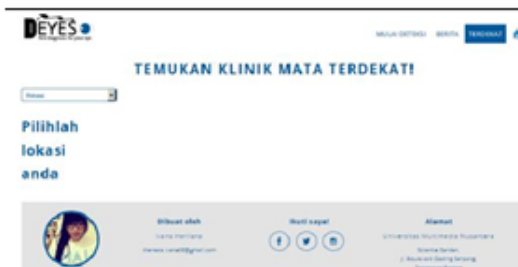 DEYES
MULAI DETEKSI BERITA TERDEKAT
TEMUKAN KLINIK MATA TERDEKAT!
Pilihlah
lokasi
anda
Dibuat oleh
Ikuti saya!
Alamat
Universitas Multimedia Nusantara